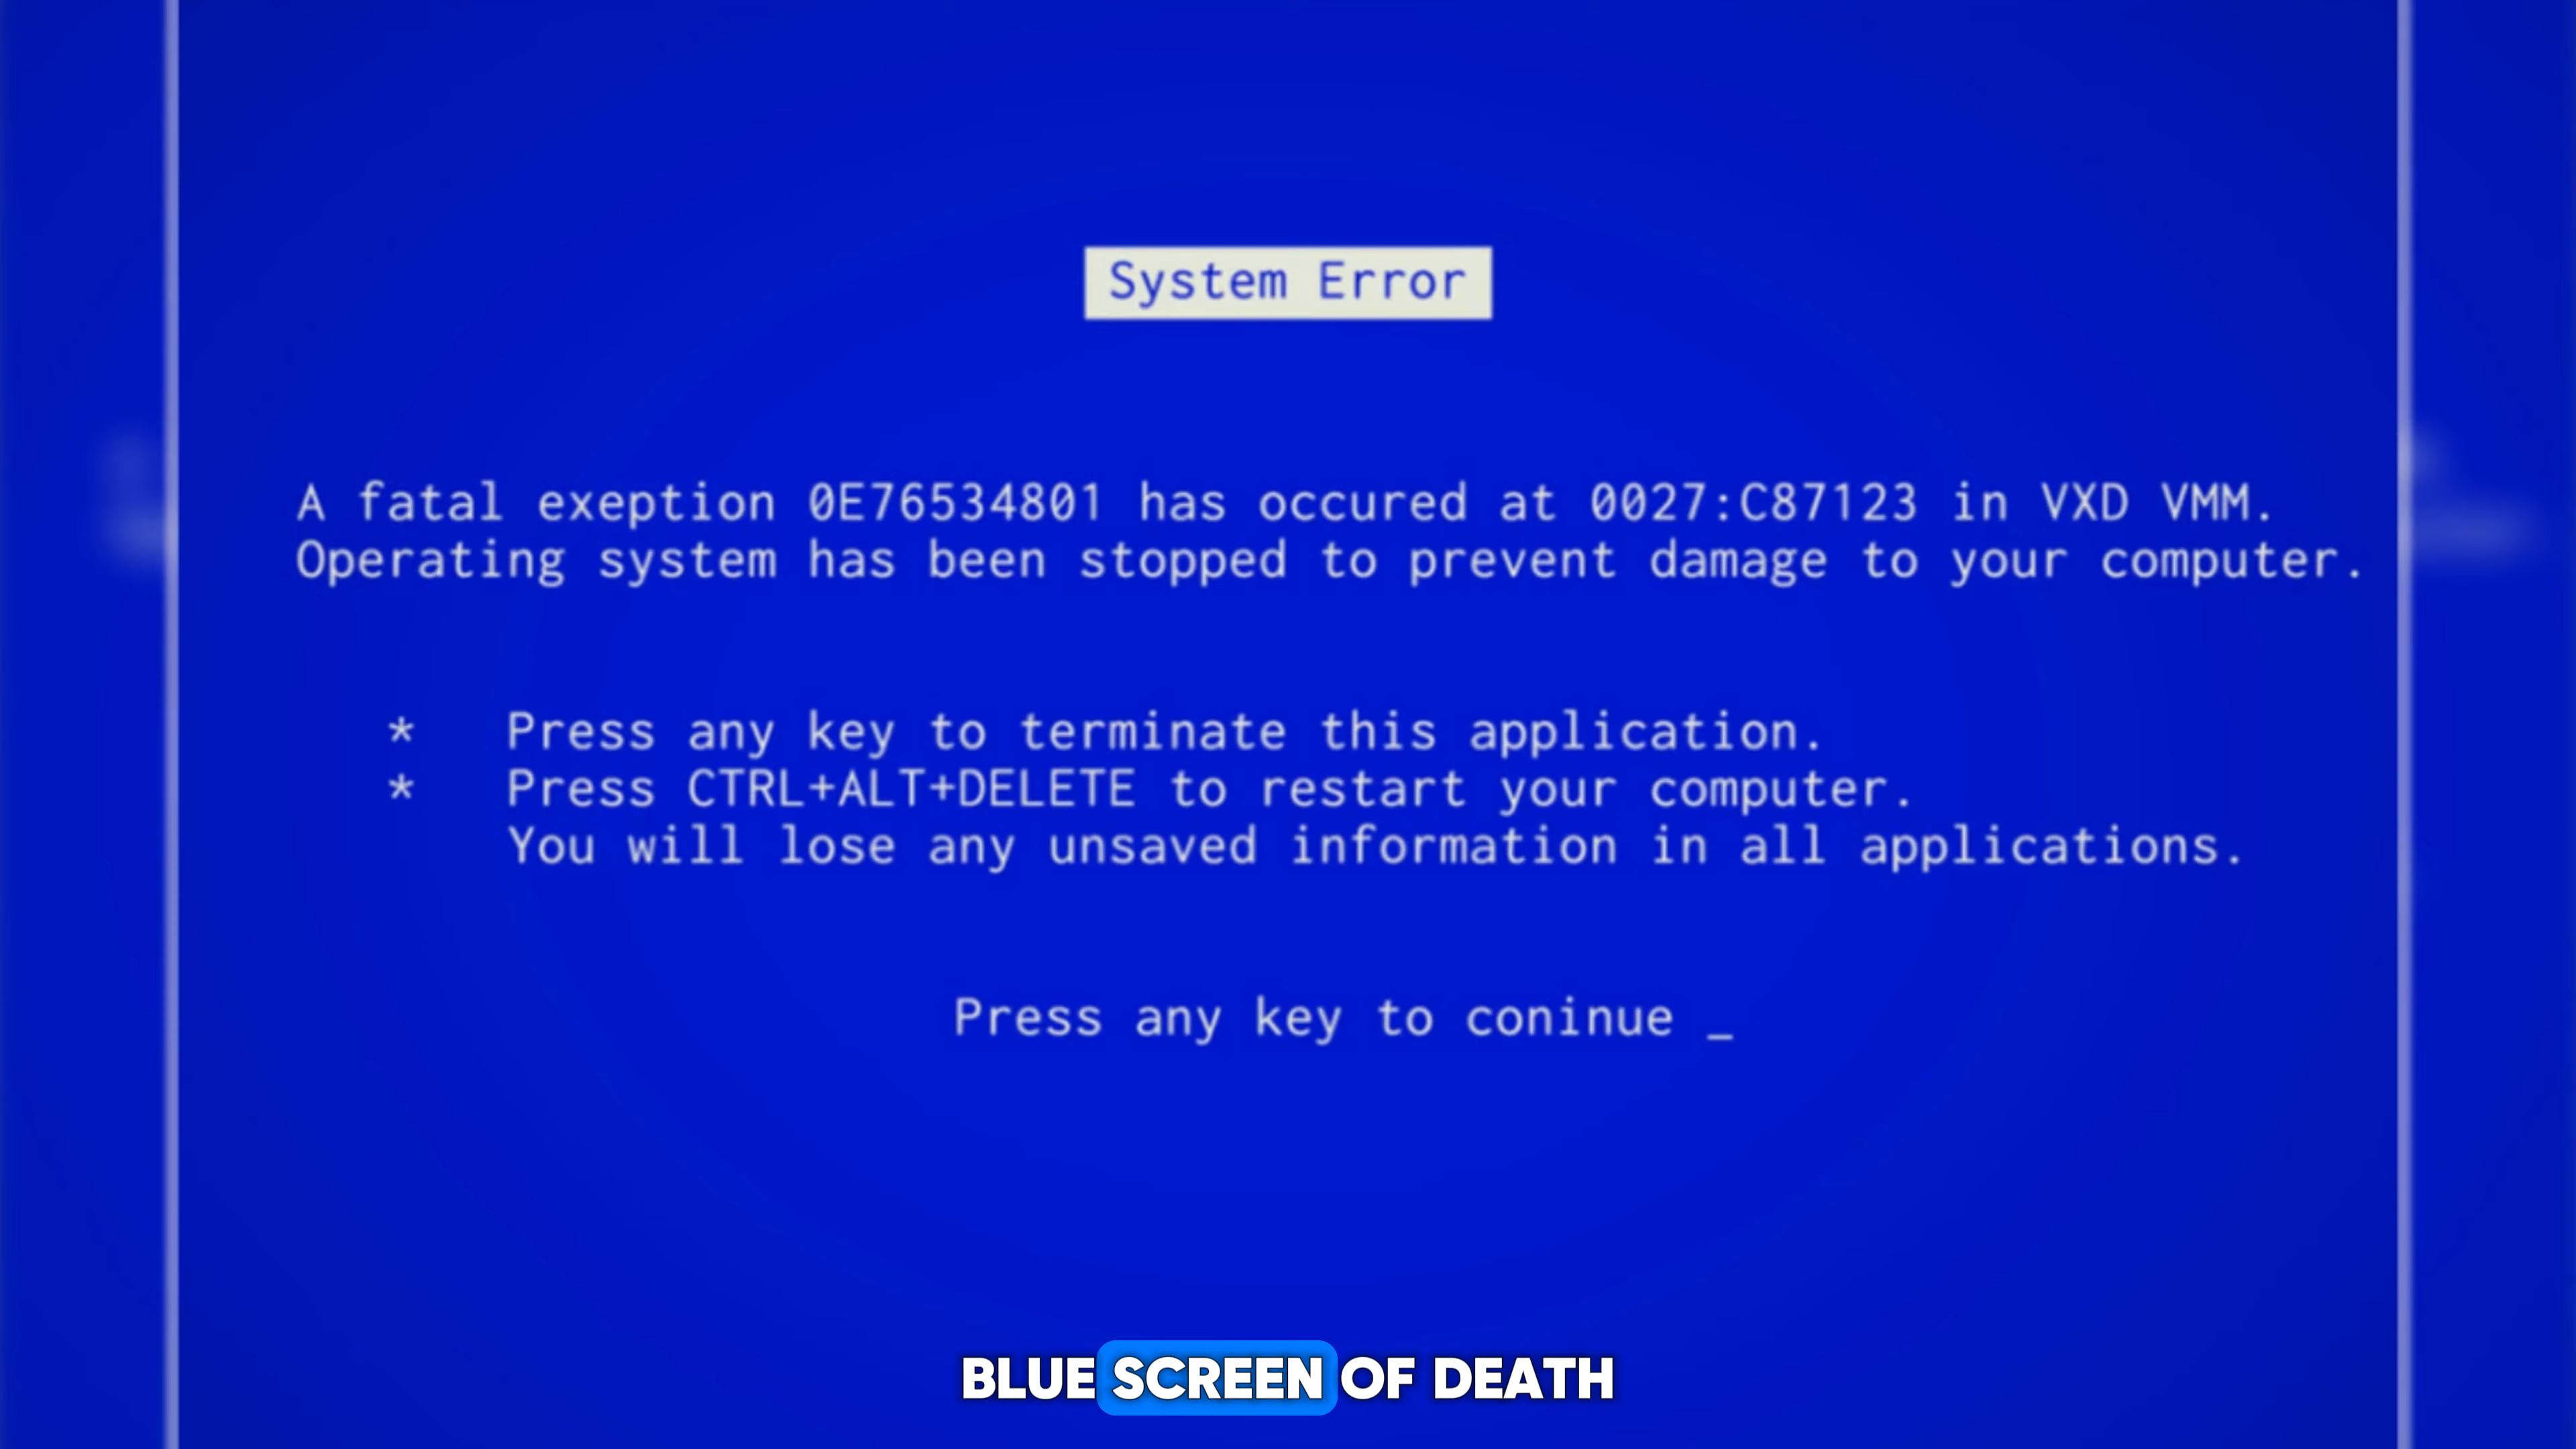 System Error
A fatal exeption 0E76534801 has occured at 0027:C87123 in VXD VMM.
Operating system has been stopped to prevent damage to your computer.
* Press any key to terminate this application.
* Press CTRL+ALT+DELETE to restart your computer.
You will lose any unsaved information in all applications.
Press any key to coninue _
BLUE SCREEN OF DEATH